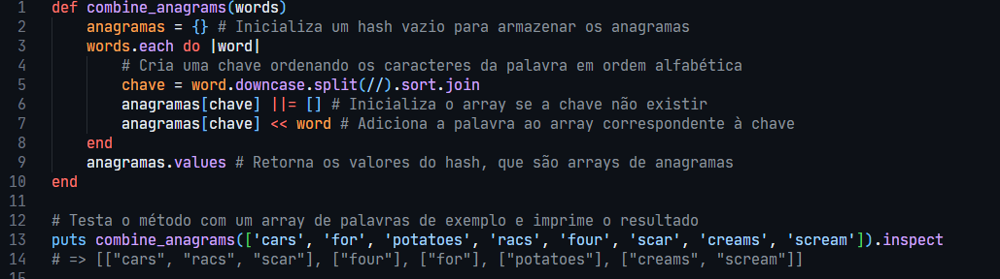 1 def combine_anagrams(words)
2     anagramas = {} # Inicializa um hash vazio para armazenar os anagramas
3     words.each do |word|
4         # Cria uma chave ordenando os caracteres da palavra em ordem alfabética
5         chave = word.downcase.split(//).sort.join
6         anagramas[chave] ||= [] # Inicializa o array se a chave não existir
7         anagramas[chave] << word # Adiciona a palavra ao array correspondente à chave
8     end
9     anagramas.values # Retorna os valores do hash, que são arrays de anagramas
10 end
11
12 # Testa o método com um array de palavras de exemplo e imprime o resultado
13 puts combine_anagrams(['cars', 'for', 'potatoes', 'racs', 'four', 'scar', 'creams', 'scream']).inspect
14 # => [["cars", "racs", "scar"], ["four"], ["for"], ["potatoes"], ["creams", "scream"]]
15